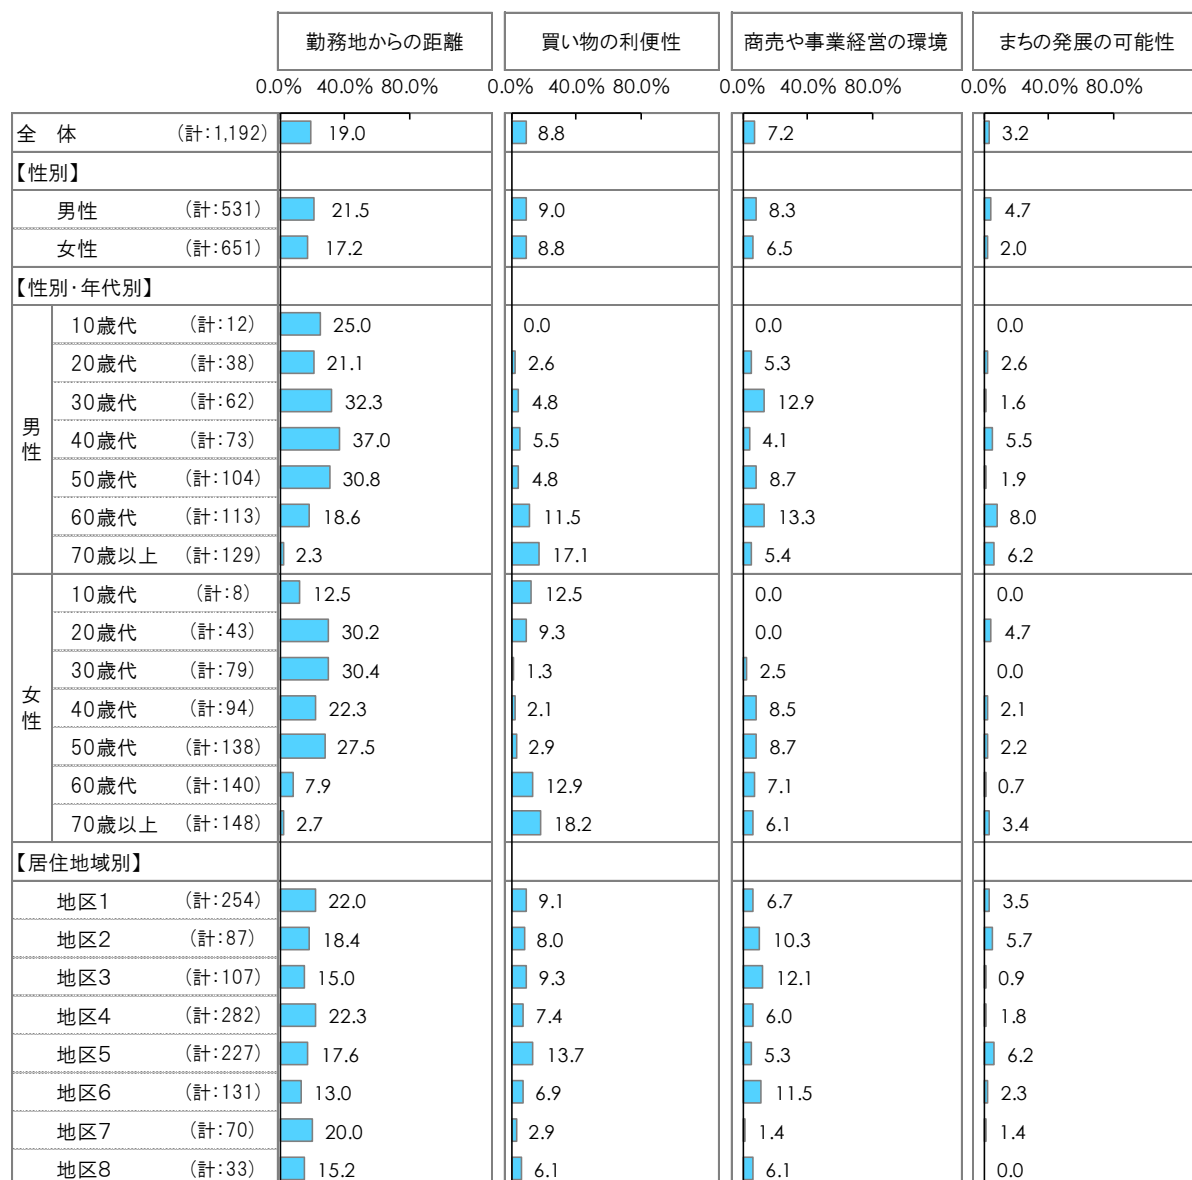 勤務地からの距離 買い物の利便性 商売や事業経営の環境 まちの発展の可能性
0.0% 40.0% 80.0% 0.0% 40.0% 80.0% 0.0% 40.0% 80.0% 0.0% 40.0% 80.0%
全 体 (計:1,192) 19.0 8.8 7.2 3.2
【性別】
男性 (計:531) 21.5 9.0 8.3 4.7
女性 (計:651) 17.2 8.8 6.5 2.0
【性別・年代別】
男性
10歳代 (計:12) 25.0 0.0 0.0 0.0
20歳代 (計:38) 21.1 2.6 5.3 2.6
30歳代 (計:62) 32.3 4.8 12.9 1.6
40歳代 (計:73) 37.0 5.5 4.1 5.5
50歳代 (計:104) 30.8 4.8 8.7 1.9
60歳代 (計:113) 18.6 11.5 13.3 8.0
70歳以上 (計:129) 2.3 17.1 5.4 6.2
女性
10歳代 (計:8) 12.5 12.5 0.0 0.0
20歳代 (計:43) 30.2 9.3 0.0 4.7
30歳代 (計:79) 30.4 1.3 2.5 0.0
40歳代 (計:94) 22.3 2.1 8.5 2.1
50歳代 (計:138) 27.5 2.9 8.7 2.2
60歳代 (計:140) 7.9 12.9 7.1 0.7
70歳以上 (計:148) 2.7 18.2 6.1 3.4
【居住地域別】
地区1 (計:254) 22.0 9.1 6.7 3.5
地区2 (計:87) 18.4 8.0 10.3 5.7
地区3 (計:107) 15.0 9.3 12.1 0.9
地区4 (計:282) 22.3 7.4 6.0 1.8
地区5 (計:227) 17.6 13.7 5.3 6.2
地区6 (計:131) 13.0 6.9 11.5 2.3
地区7 (計:70) 20.0 2.9 1.4 1.4
地区8 (計:33) 15.2 6.1 6.1 0.0